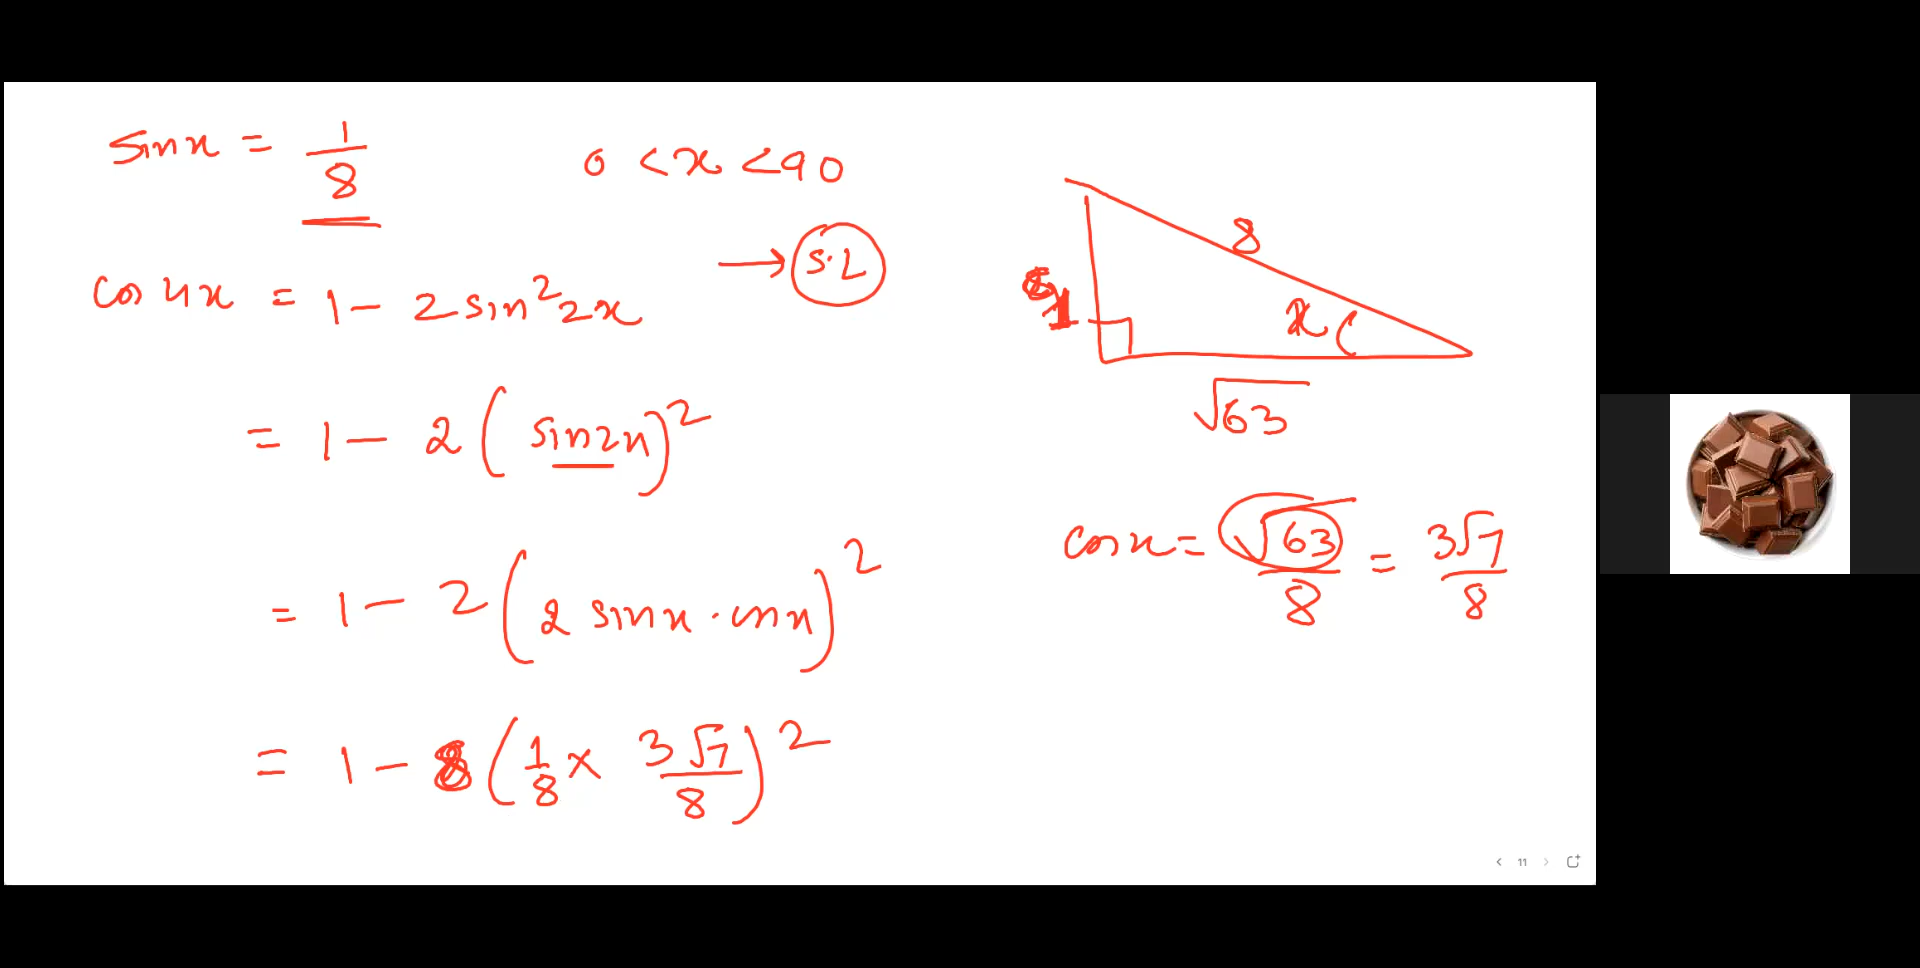 sin x = 1/8
0 < x < 90
→ S.L
cos 4x = 1 - 2 sin² 2x
= 1 - 2 ( sin 2x )²
= 1 - 2 ( 2 sin x · cos x )²
= 1 - 8 ( 1/8 × 3√7/8 )²
8
1
x
√63
cos x = √63/8 = 3√7/8
< 11 >